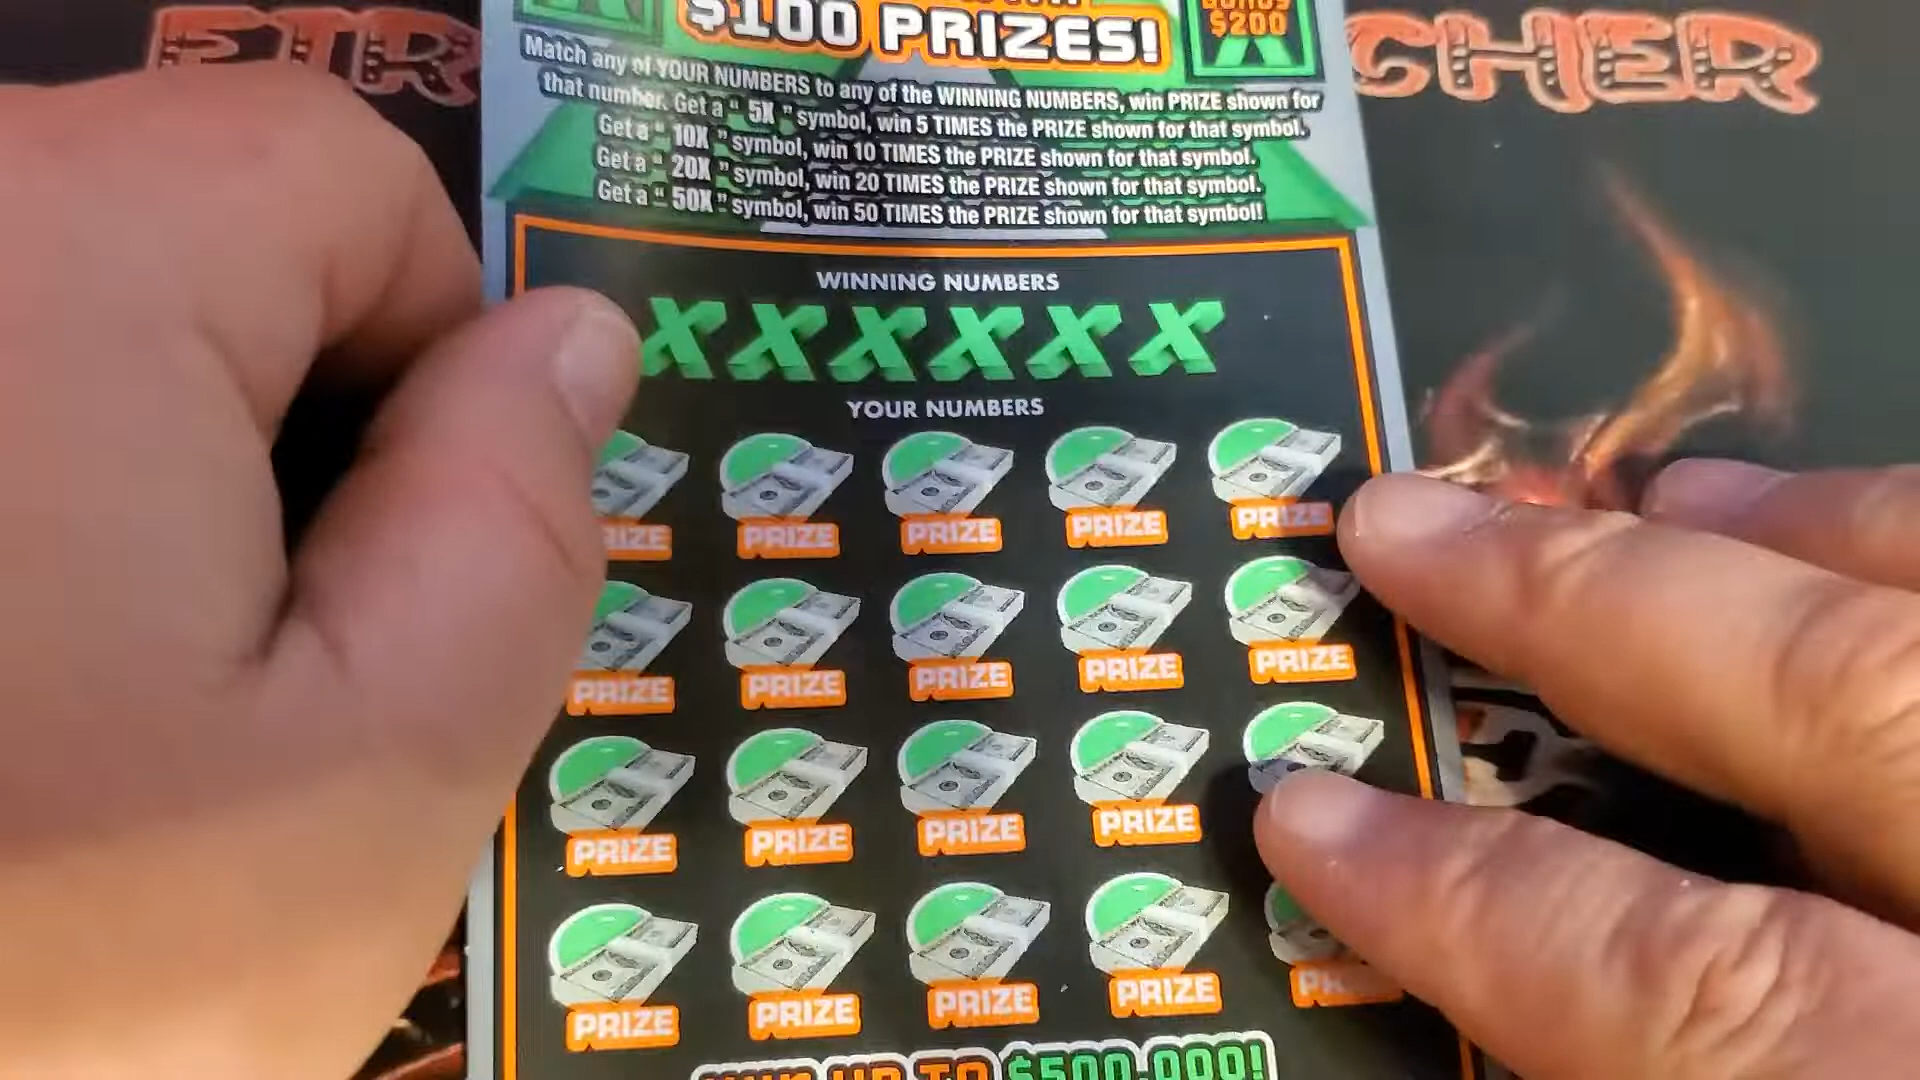 $100 PRIZES!
$200
CHER
Match any of YOUR NUMBERS to any of the WINNING NUMBERS, win PRIZE shown for
that number. Get a "5X" symbol, win 5 TIMES the PRIZE shown for that symbol.
Get a "10X" symbol, win 10 TIMES the PRIZE shown for that symbol.
Get a "20X" symbol, win 20 TIMES the PRIZE shown for that symbol.
Get a "50X" symbol, win 50 TIMES the PRIZE shown for that symbol!
WINNING NUMBERS
X X X X X X
YOUR NUMBERS
PRIZE PRIZE PRIZE PRIZE
PRIZE PRIZE PRIZE PRIZE PRIZE
PRIZE PRIZE PRIZE PRIZE
PRIZE PRIZE PRIZE PRIZE
WIN UP TO $500,000!